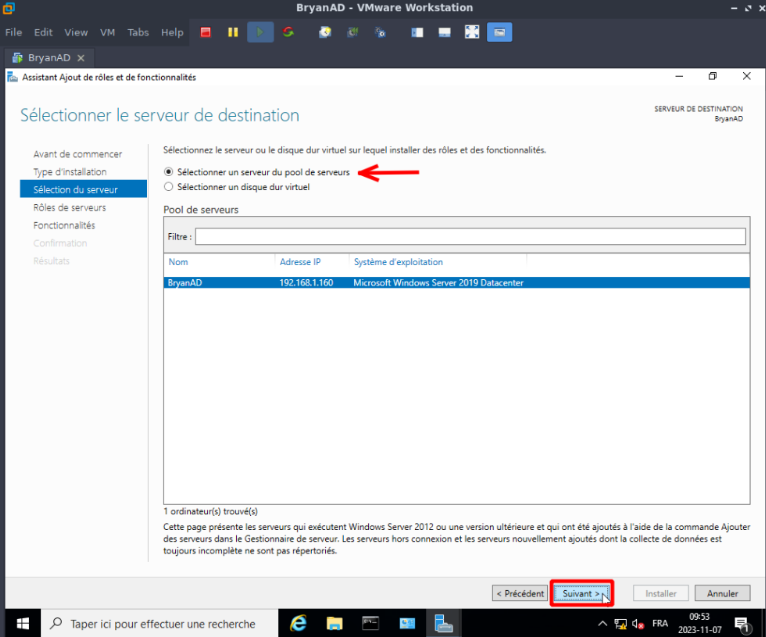 BryanAD - VMware Workstation
File Edit View VM Tabs Help
BryanAD
Assistant Ajout de rôles et de fonctionnalités
Sélectionner le serveur de destination
SERVEUR DE DESTINATION
BryanAD
Avant de commencer
Type d'installation
Sélection du serveur
Rôles de serveurs
Fonctionnalités
Confirmation
Résultats
Sélectionnez le serveur ou le disque dur virtuel sur lequel installer des rôles et des fonctionnalités.
Sélectionner un serveur du pool de serveurs
Sélectionner un disque dur virtuel
Pool de serveurs
Filtre :
Nom Adresse IP Système d'exploitation
BryanAD 192.168.1.160 Microsoft Windows Server 2019 Datacenter
1 ordinateur(s) trouvé(s)
Cette page présente les serveurs qui exécutent Windows Server 2012 ou une version ultérieure et qui ont été ajoutés à l'aide de la commande Ajouter
des serveurs dans le Gestionnaire de serveur. Les serveurs hors connexion et les serveurs nouvellement ajoutés dont la collecte de données est
toujours incomplète ne sont pas répertoriés.
< Précédent Suivant > Installer Annuler
Taper ici pour effectuer une recherche
FRA
09:53
2023-11-07
1